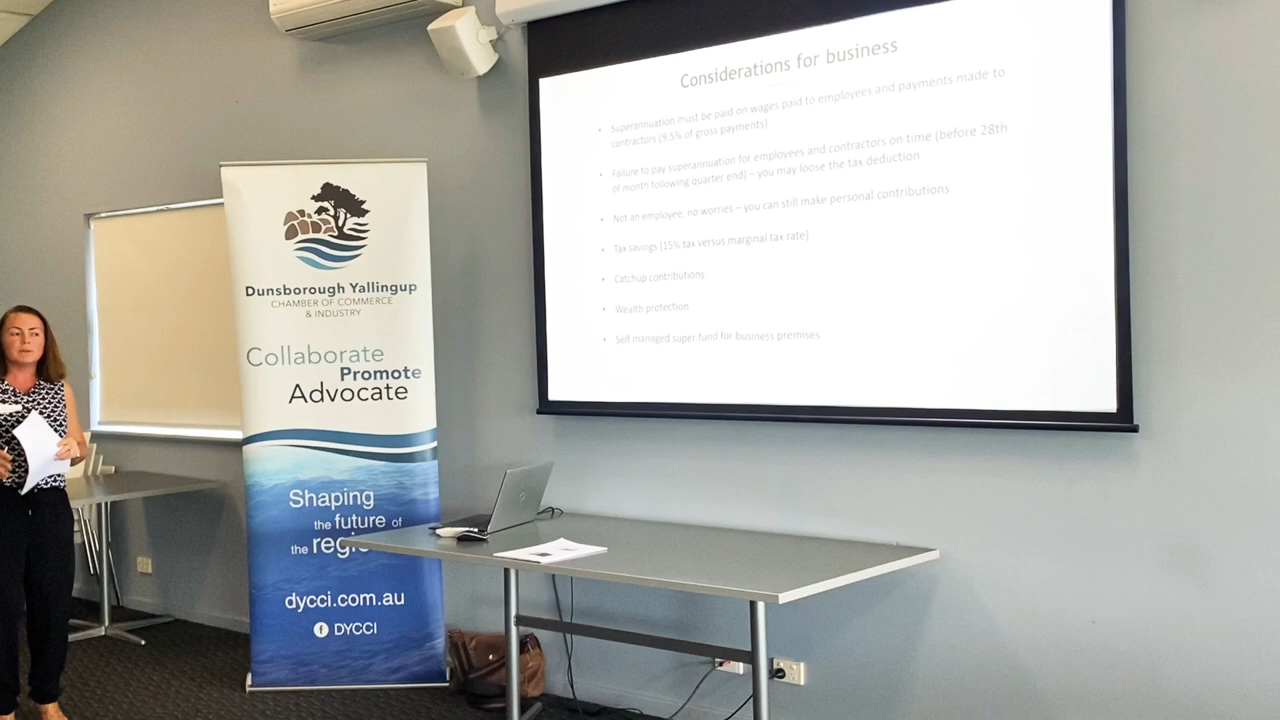 Considerations for business
• Superannuation must be paid on wages paid to employees and payments made to
contractors (9.5% of gross payments)
• Failure to pay superannuation for employees and contractors on time (before 28th
of month following quarter end) – you may loose the tax deduction
• Not an employee, no worries – you can still make personal contributions
• Tax savings (15% tax versus marginal tax rate)
• Catchup contributions
• Wealth protection
• Self managed super fund for business premises
Dunsborough Yallingup
CHAMBER OF COMMERCE
& INDUSTRY
Collaborate
Promote
Advocate
Shaping
the future of
the regio
dycci.com.au
f DYCCI